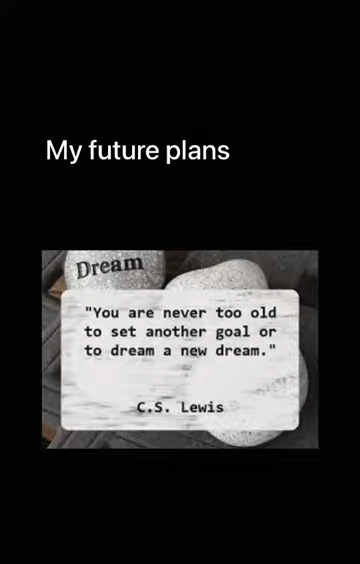 My future plans
Dream
"You are never too old
to set another goal or
to dream a new dream."
C.S. Lewis